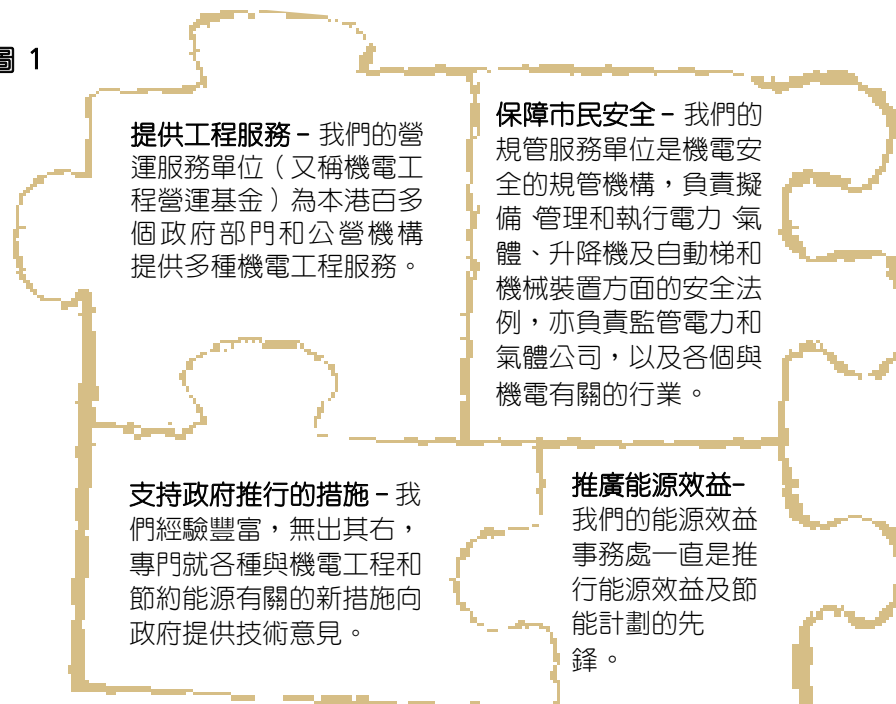 圖 1
提供工程服務 – 我們的營
運服務單位（又稱機電工
程營運基金）為本港百多
個政府部門和公營機構
提供多種機電工程服務。
保障市民安全 – 我們的
規管服務單位是機電安
全的規管機構，負責擬
備、管理和執行電力、氣
體、升降機及自動梯和
機械裝置方面的安全法
例，亦負責監管電力和
氣體公司，以及各個與
機電有關的行業。
支持政府推行的措施 – 我
們經驗豐富，無出其右，
專門就各種與機電工程和
節約能源有關的新措施向
政府提供技術意見。
推廣能源效益–
我們的能源效益
事務處一直是推
行能源效益及節
能計劃的先
鋒。